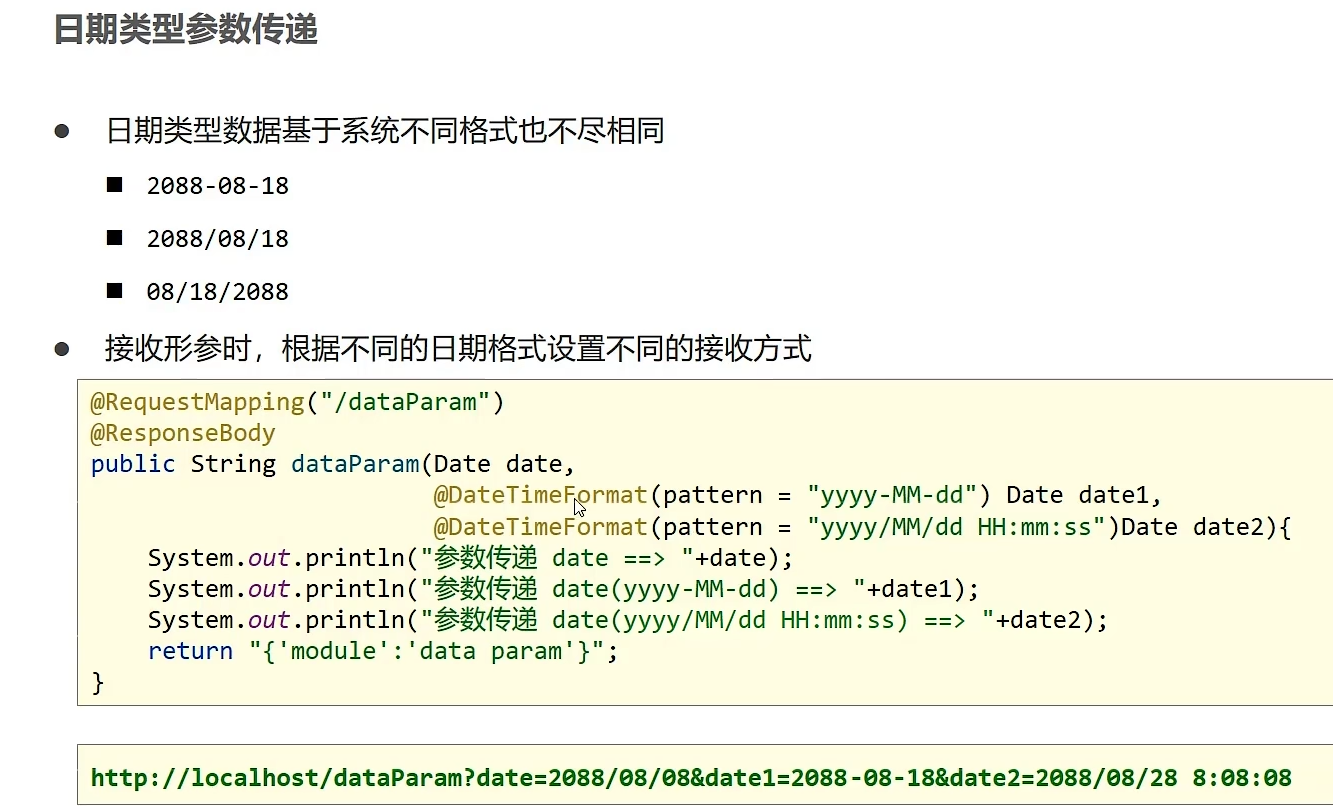 日期类型参数传递
● 日期类型数据基于系统不同格式也不尽相同
■ 2088-08-18
■ 2088/08/18
■ 08/18/2088
● 接收形参时，根据不同的日期格式设置不同的接收方式
@RequestMapping("/dataParam")
@ResponseBody
public String dataParam(Date date,
@DateTimeFormat(pattern = "yyyy-MM-dd") Date date1,
@DateTimeFormat(pattern = "yyyy/MM/dd HH:mm:ss")Date date2){
System.out.println("参数传递 date ==> "+date);
System.out.println("参数传递 date(yyyy-MM-dd) ==> "+date1);
System.out.println("参数传递 date(yyyy/MM/dd HH:mm:ss) ==> "+date2);
return "{'module':'data param'}";
}
http://localhost/dataParam?date=2088/08/08&date1=2088-08-18&date2=2088/08/28 8:08:08